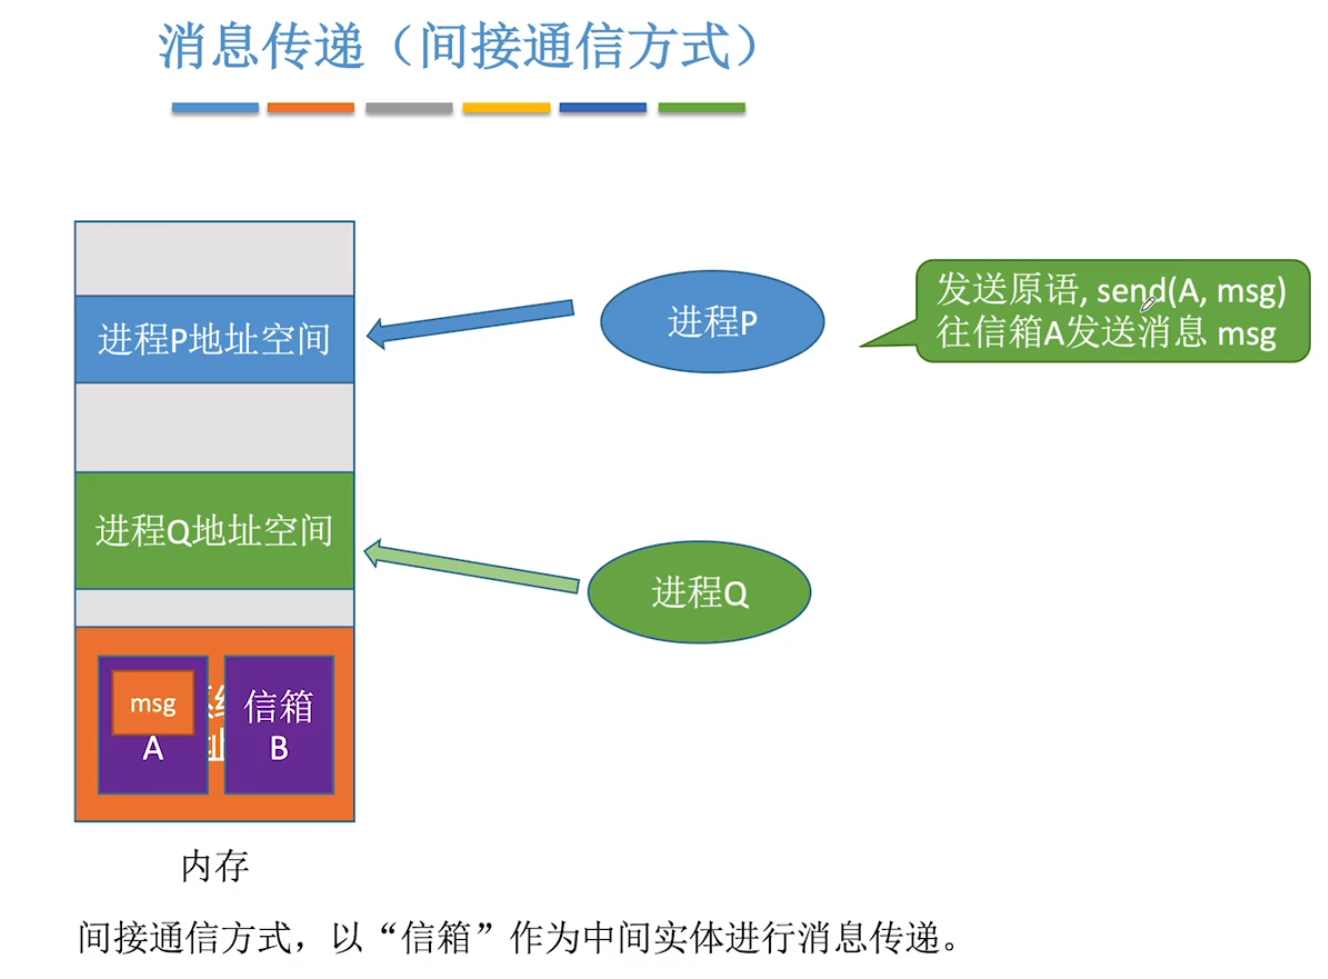 消息传递（间接通信方式）
进程P地址空间
进程P
发送原语, send(A, msg)
往信箱A发送消息 msg
进程Q地址空间
进程Q
msg
A
信箱
B
内存
间接通信方式，以“信箱”作为中间实体进行消息传递。